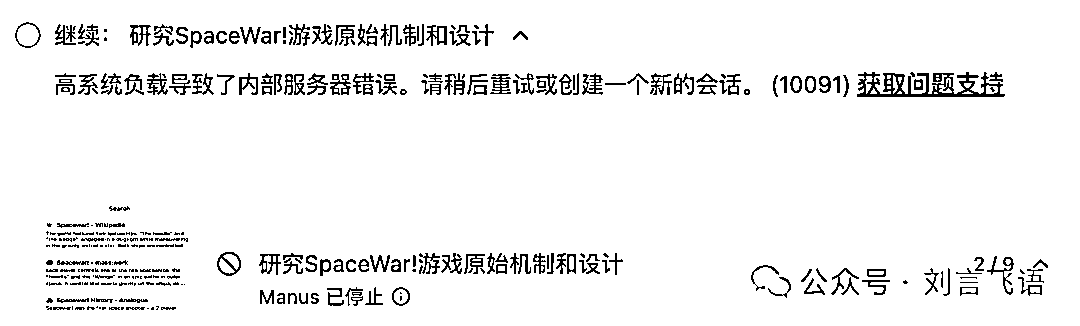 继续： 研究SpaceWar!游戏原始机制和设计
高系统负载导致了内部服务器错误。请稍后重试或创建一个新的会话。 (10091) 获取问题支持
Search
Spacewar! - Wikipedia
Spacewar! - mass:werk
Spacewar! History - Analogue
研究SpaceWar!游戏原始机制和设计
Manus 已停止
2 / 9
公众号 · 刘言飞语